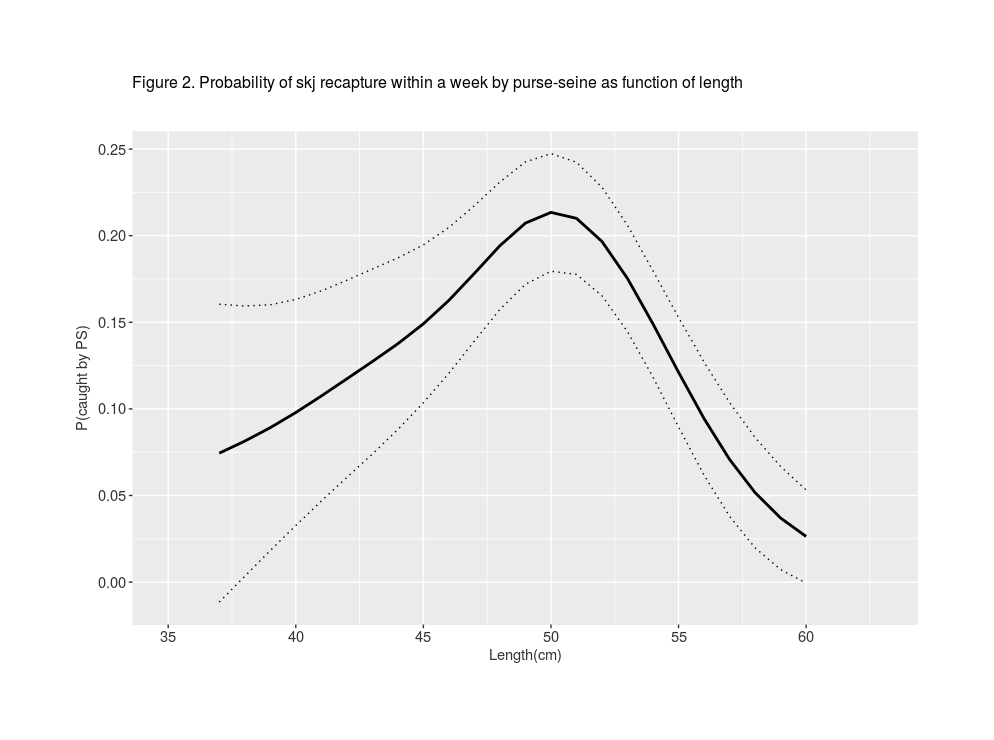 Figure 2. Probability of skj recapture within a week by purse-seine as function of length
0.25
0.20
0.15
0.10
0.05
0.00
P(caught by PS)
35 40 45 50 55 60
Length(cm)